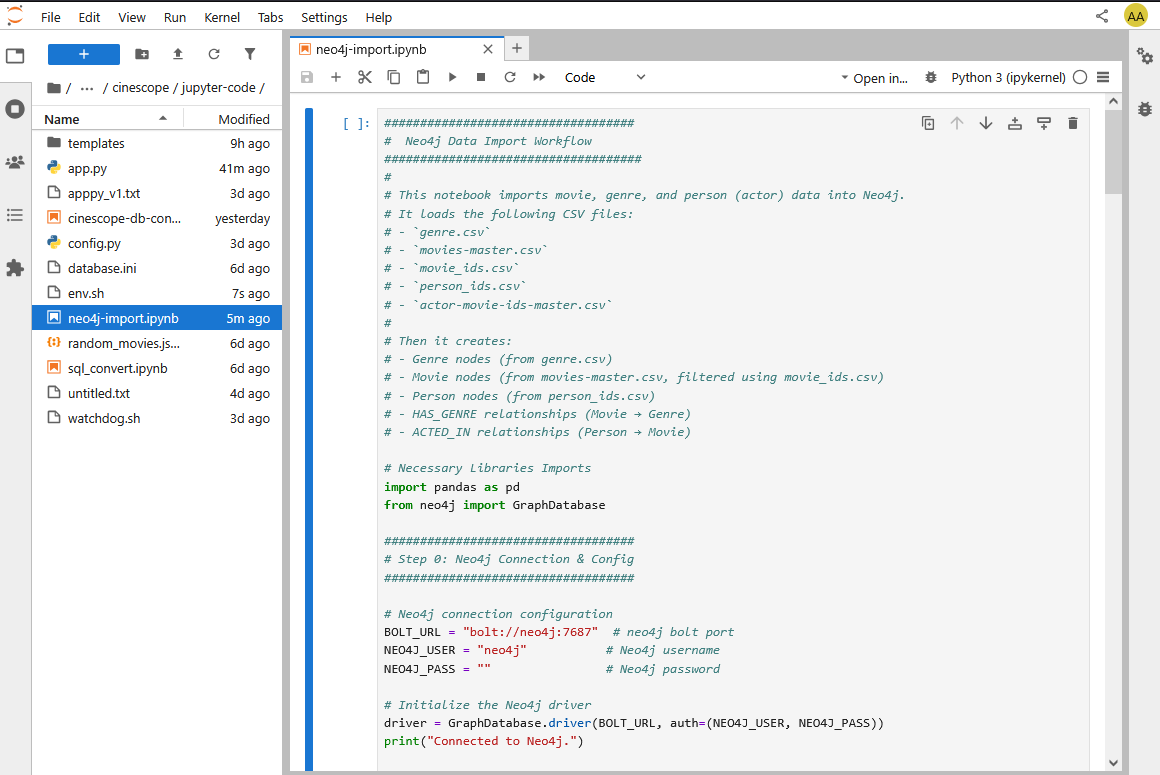 File Edit View Run Kernel Tabs Settings Help
AA
+
/ ... / cinescope / jupyter-code /
Name Modified
templates 9h ago
app.py 41m ago
apppy_v1.txt 3d ago
cinescope-db-con... yesterday
config.py 3d ago
database.ini 6d ago
env.sh 7s ago
neo4j-import.ipynb 5m ago
random_movies.js... 6d ago
sql_convert.ipynb 6d ago
untitled.txt 4d ago
watchdog.sh 3d ago
neo4j-import.ipynb
Code
Open in...
Python 3 (ipykernel)
[ ]:
###################################
#  Neo4j Data Import Workflow
####################################
#
# This notebook imports movie, genre, and person (actor) data into Neo4j.
# It loads the following CSV files:
# - `genre.csv`
# - `movies-master.csv`
# - `movie_ids.csv`
# - `person_ids.csv`
# - `actor-movie-ids-master.csv`
#
# Then it creates:
# - Genre nodes (from genre.csv)
# - Movie nodes (from movies-master.csv, filtered using movie_ids.csv)
# - Person nodes (from person_ids.csv)
# - HAS_GENRE relationships (Movie → Genre)
# - ACTED_IN relationships (Person → Movie)
# Necessary Libraries Imports
import pandas as pd
from neo4j import GraphDatabase
###################################
# Step 0: Neo4j Connection & Config
###################################
# Neo4j connection configuration
BOLT_URL = "bolt://neo4j:7687"  # neo4j bolt port
NEO4J_USER = "neo4j"           # Neo4j username
NEO4J_PASS = ""                # Neo4j password
# Initialize the Neo4j driver
driver = GraphDatabase.driver(BOLT_URL, auth=(NEO4J_USER, NEO4J_PASS))
print("Connected to Neo4j.")